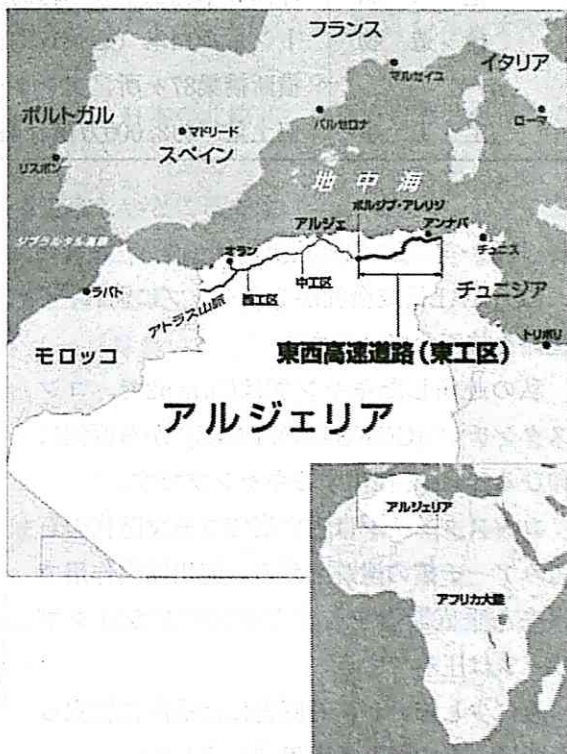 フランス
マルセイユ
イタリア
ポルトガル
バルセロナ
ローマ
マドリード
スペイン
リスボン
地中海
ボルジブ・アレリジ
ジブラルタル海峡
アルジェ
アンナバ
オラン
チュニス
中工区
ラバト
西工区
チュニジア
アトラス山脈
トリポリ
モロッコ
東西高速道路(東工区)
アルジェリア
アルジェリア
アフリカ大陸